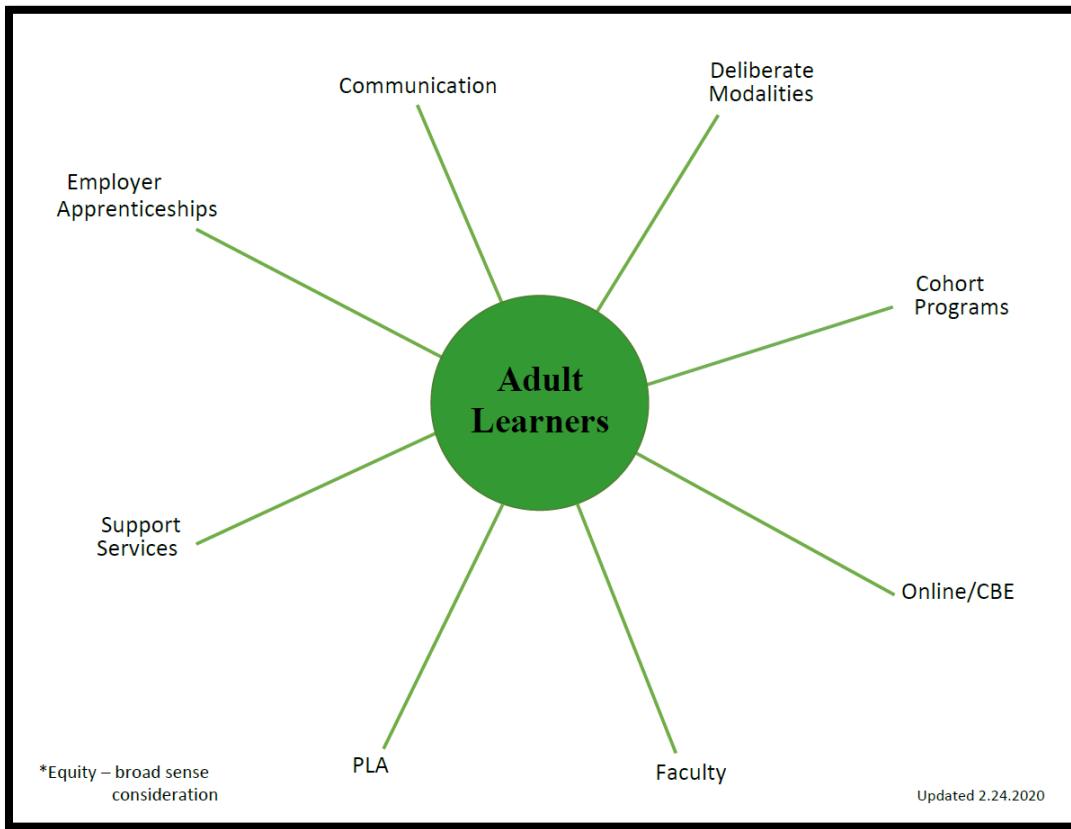 Communication
Deliberate
Modalities
Employer
Apprenticeships
Cohort
Programs
Adult
Learners
Support
Services
Online/CBE
PLA
Faculty
*Equity – broad sense
consideration
Updated 2.24.2020